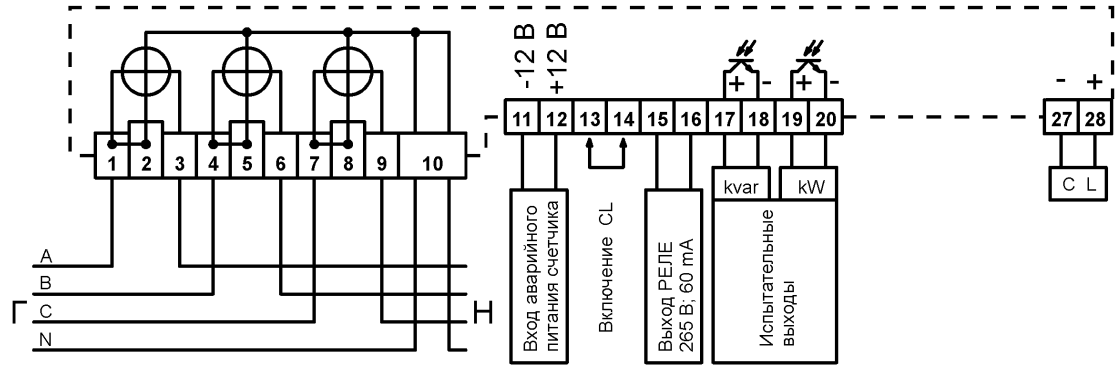 -12 В
+12 В
+ -
+ -
- +
1 2 3 4 5 6 7 8 9 10
11 12 13 14 15 16 17 18 19 20
27 28
kvar
kW
C L
Вход аварийного
питания счетчика
Включение CL
Выход РЕЛЕ
265 В; 60 mA
Испытательные
выходы
A
B
C
N
Г
Н